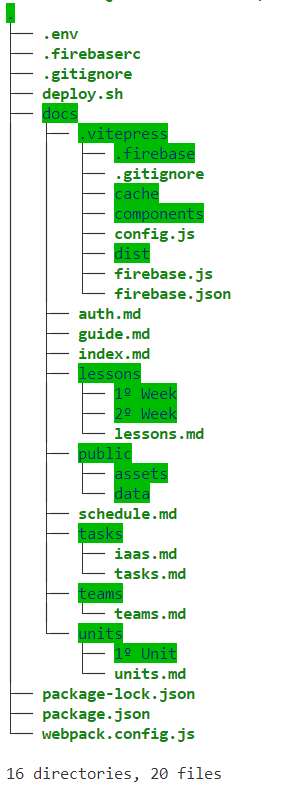 .
├── .env
├── .firebaserc
├── .gitignore
├── deploy.sh
├── docs
│   ├── .vitepress
│   │   ├── .firebase
│   │   ├── .gitignore
│   │   ├── cache
│   │   ├── components
│   │   ├── config.js
│   │   ├── dist
│   │   ├── firebase.js
│   │   └── firebase.json
│   ├── auth.md
│   ├── guide.md
│   ├── index.md
│   ├── lessons
│   │   ├── 1º Week
│   │   ├── 2º Week
│   │   └── lessons.md
│   ├── public
│   │   ├── assets
│   │   └── data
│   ├── schedule.md
│   ├── tasks
│   │   ├── iaas.md
│   │   └── tasks.md
│   ├── teams
│   │   └── teams.md
│   └── units
│       ├── 1º Unit
│       └── units.md
├── package-lock.json
├── package.json
└── webpack.config.js
16 directories, 20 files